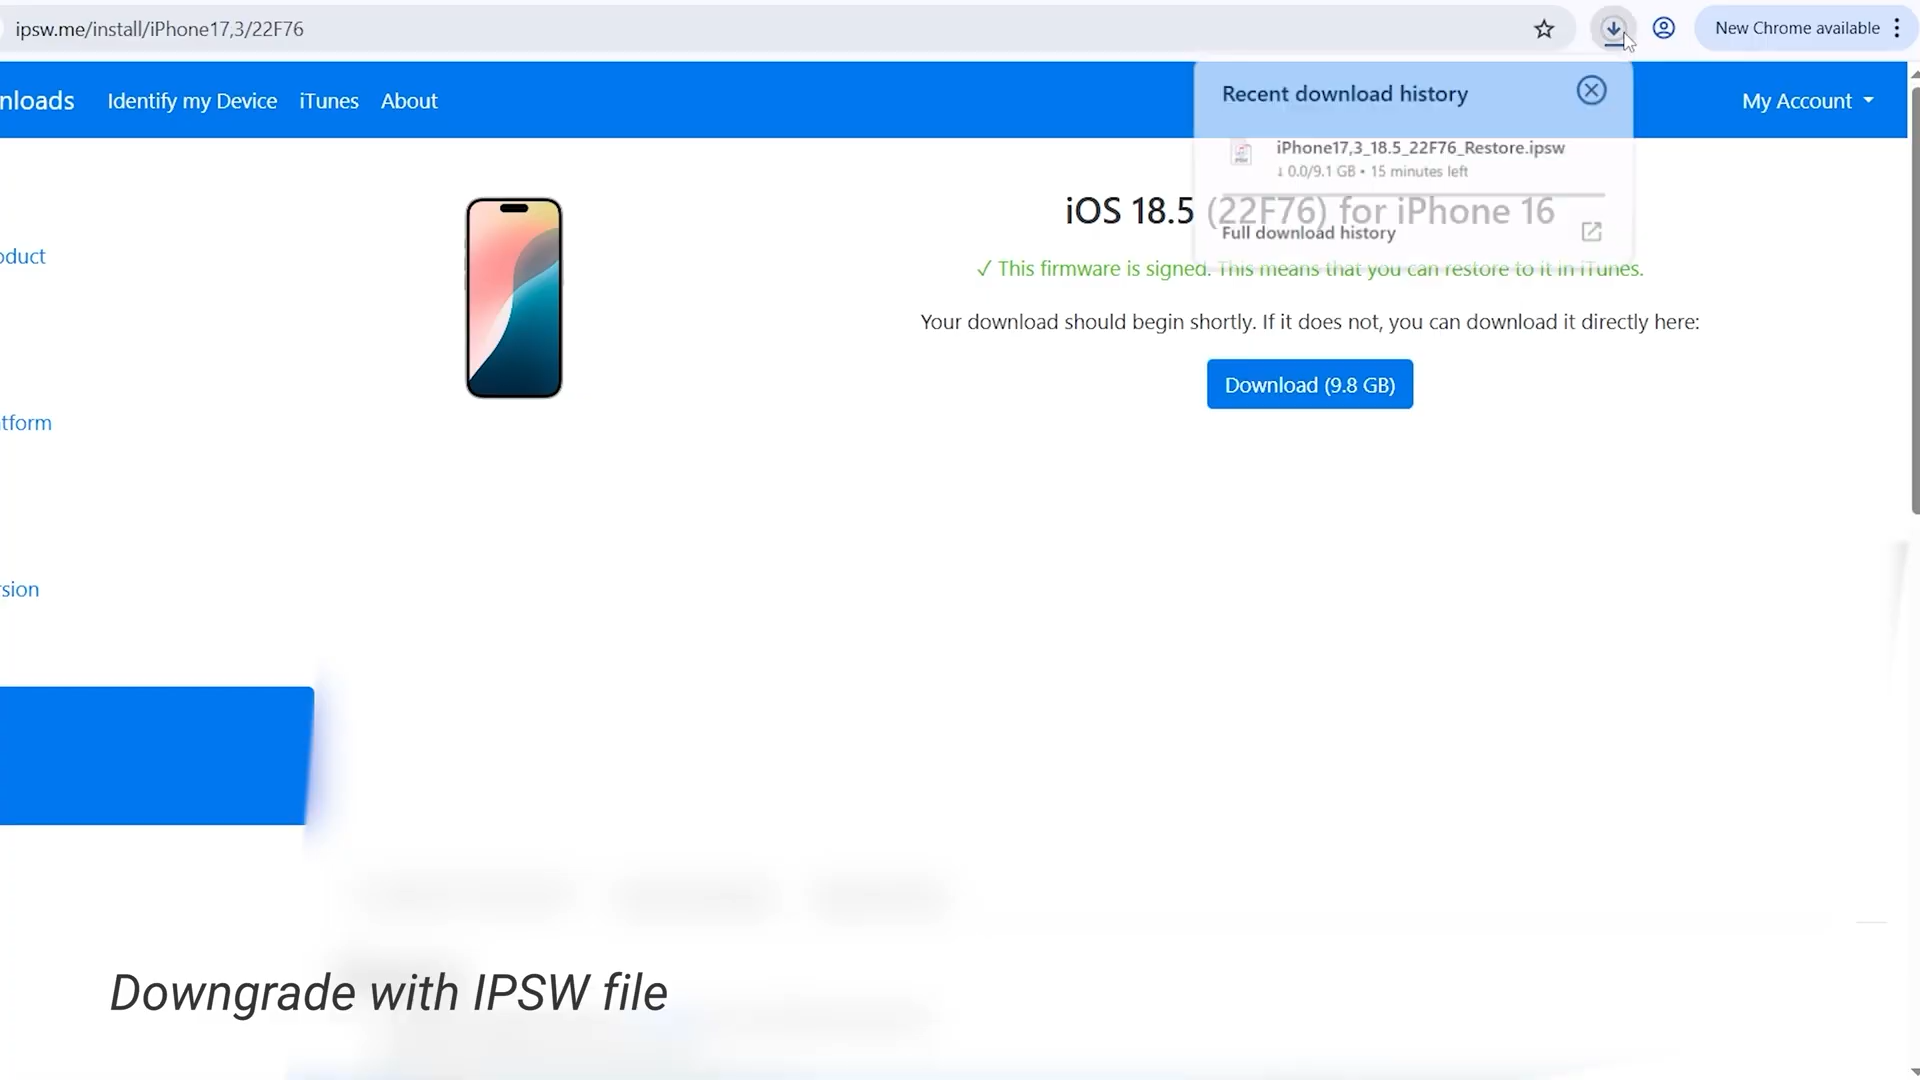 ipsw.me/install/iPhone17,3/22F76
New Chrome available
nloads Identify my Device iTunes About
My Account
Recent download history
iPhone17,3_18.5_22F76_Restore.ipsw
↓ 0.0/9.1 GB • 15 minutes left
Full download history
iOS 18.5 (22F76) for iPhone 16
✓ This firmware is signed. This means that you can restore to it in iTunes.
Your download should begin shortly. If it does not, you can download it directly here:
Download (9.8 GB)
oduct
tform
rsion
Downgrade with IPSW file